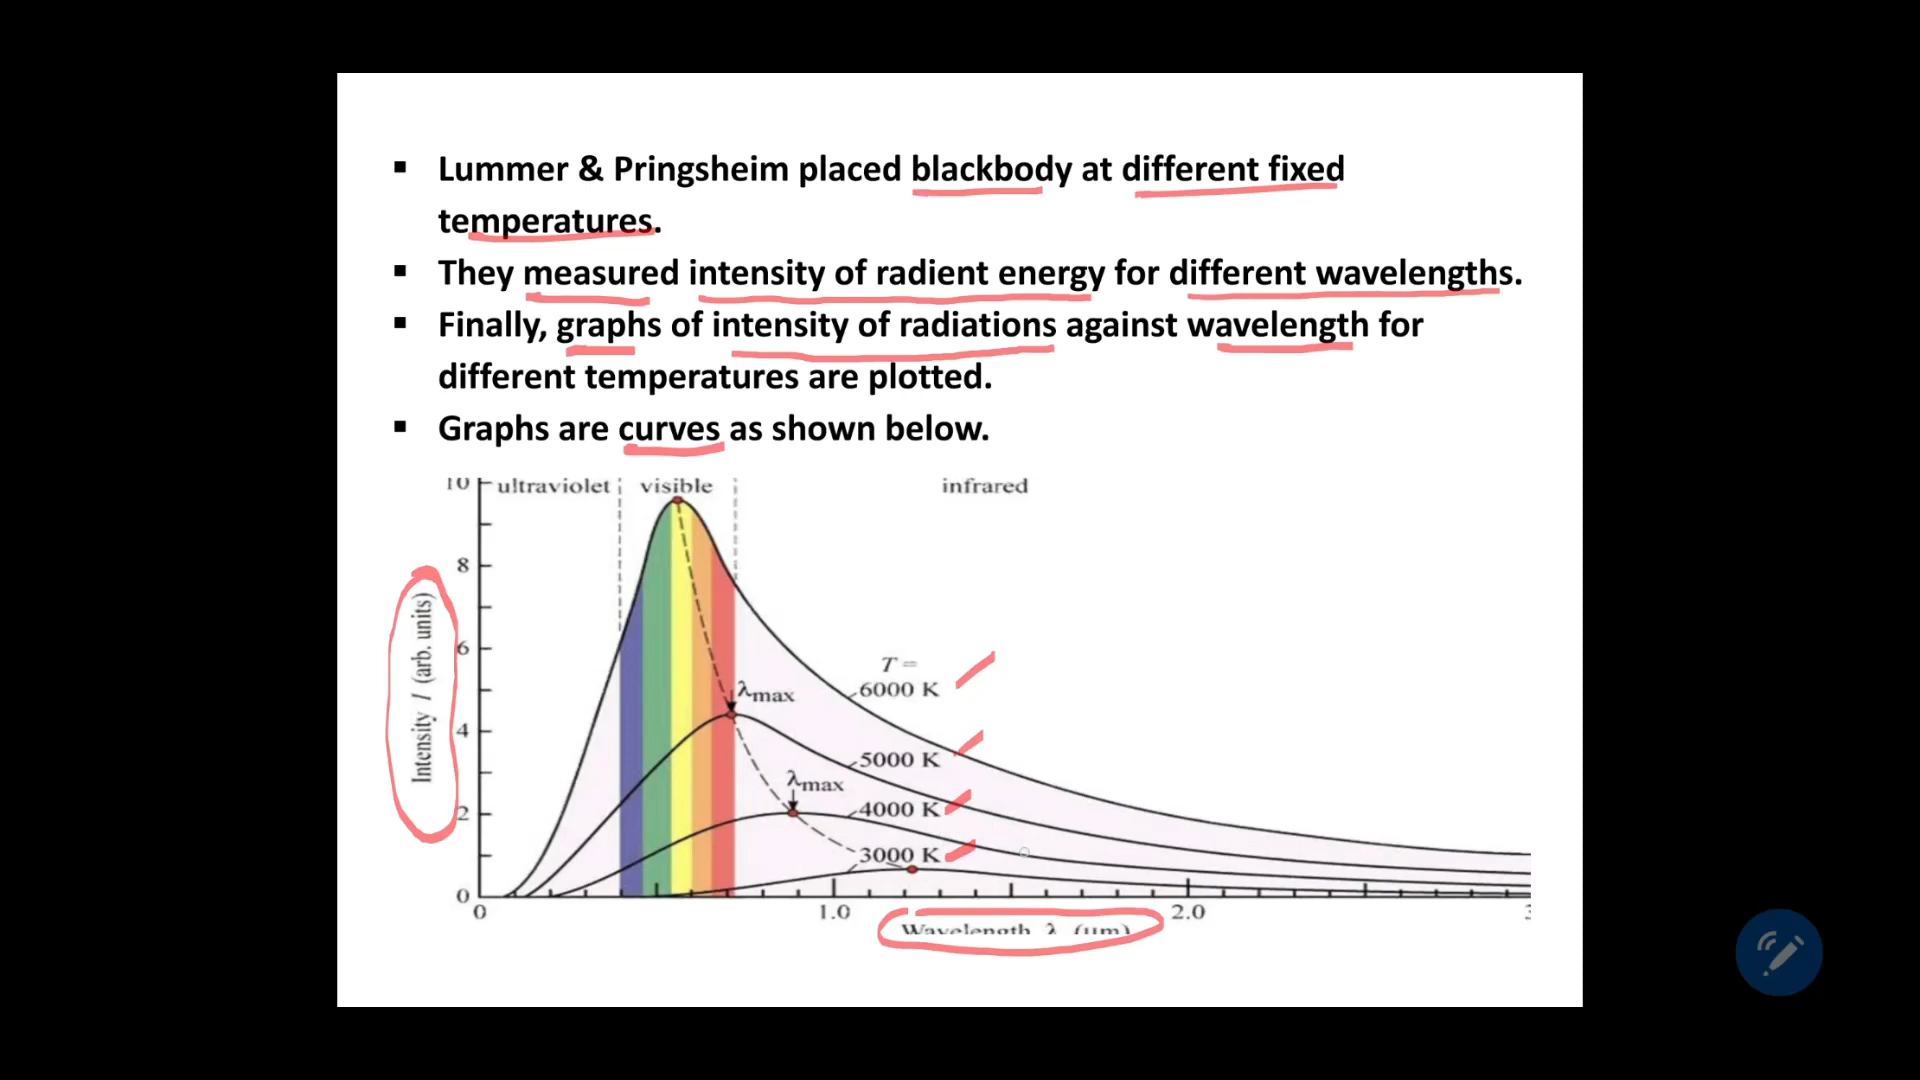 ▪ Lummer & Pringsheim placed blackbody at different fixed
temperatures.
▪ They measured intensity of radient energy for different wavelengths.
▪ Finally, graphs of intensity of radiations against wavelength for
different temperatures are plotted.
▪ Graphs are curves as shown below.
10 ultraviolet visible infrared
8
6
4
2
0
Intensity I (arb. units)
T =
6000 K
λmax
5000 K
λmax
4000 K
3000 K
0 1.0 2.0
Wavelength λ (μm)